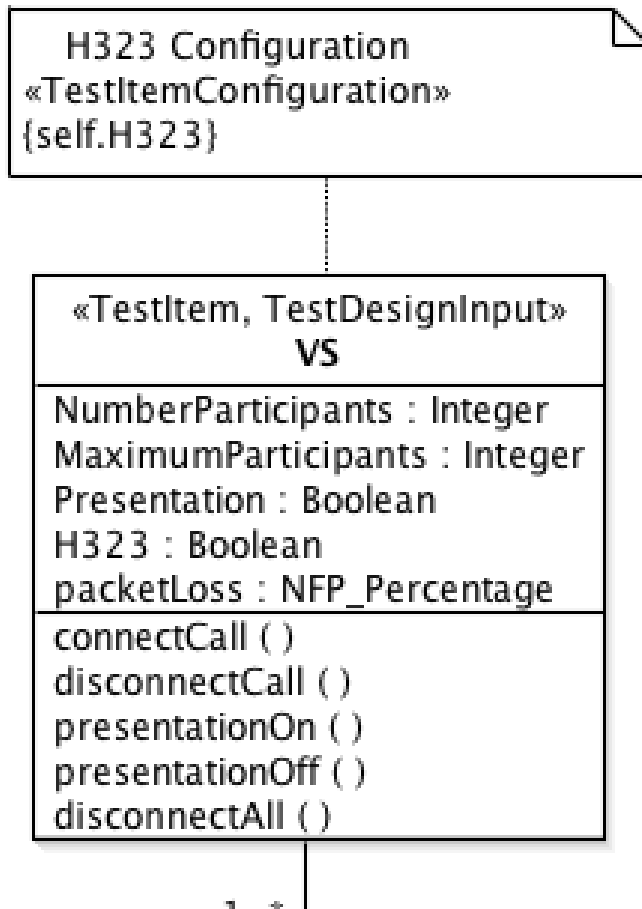 H323 Configuration
«TestItemConfiguration»
{self.H323}
«TestItem, TestDesignInput»
VS
NumberParticipants : Integer
MaximumParticipants : Integer
Presentation : Boolean
H323 : Boolean
packetLoss : NFP_Percentage
connectCall ( )
disconnectCall ( )
presentationOn ( )
presentationOff ( )
disconnectAll ( )